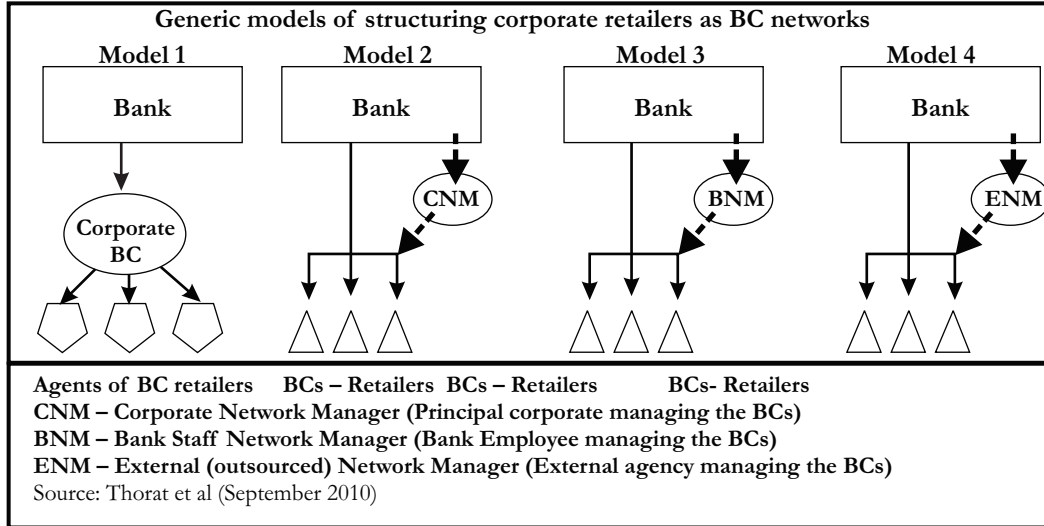 Generic models of structuring corporate retailers as BC networks
Model 1 Model 2 Model 3 Model 4
Bank Bank Bank Bank
CNM BNM ENM
Corporate
BC
Agents of BC retailers BCs – Retailers BCs – Retailers BCs- Retailers
CNM – Corporate Network Manager (Principal corporate managing the BCs)
BNM – Bank Staff Network Manager (Bank Employee managing the BCs)
ENM – External (outsourced) Network Manager (External agency managing the BCs)
Source: Thorat et al (September 2010)